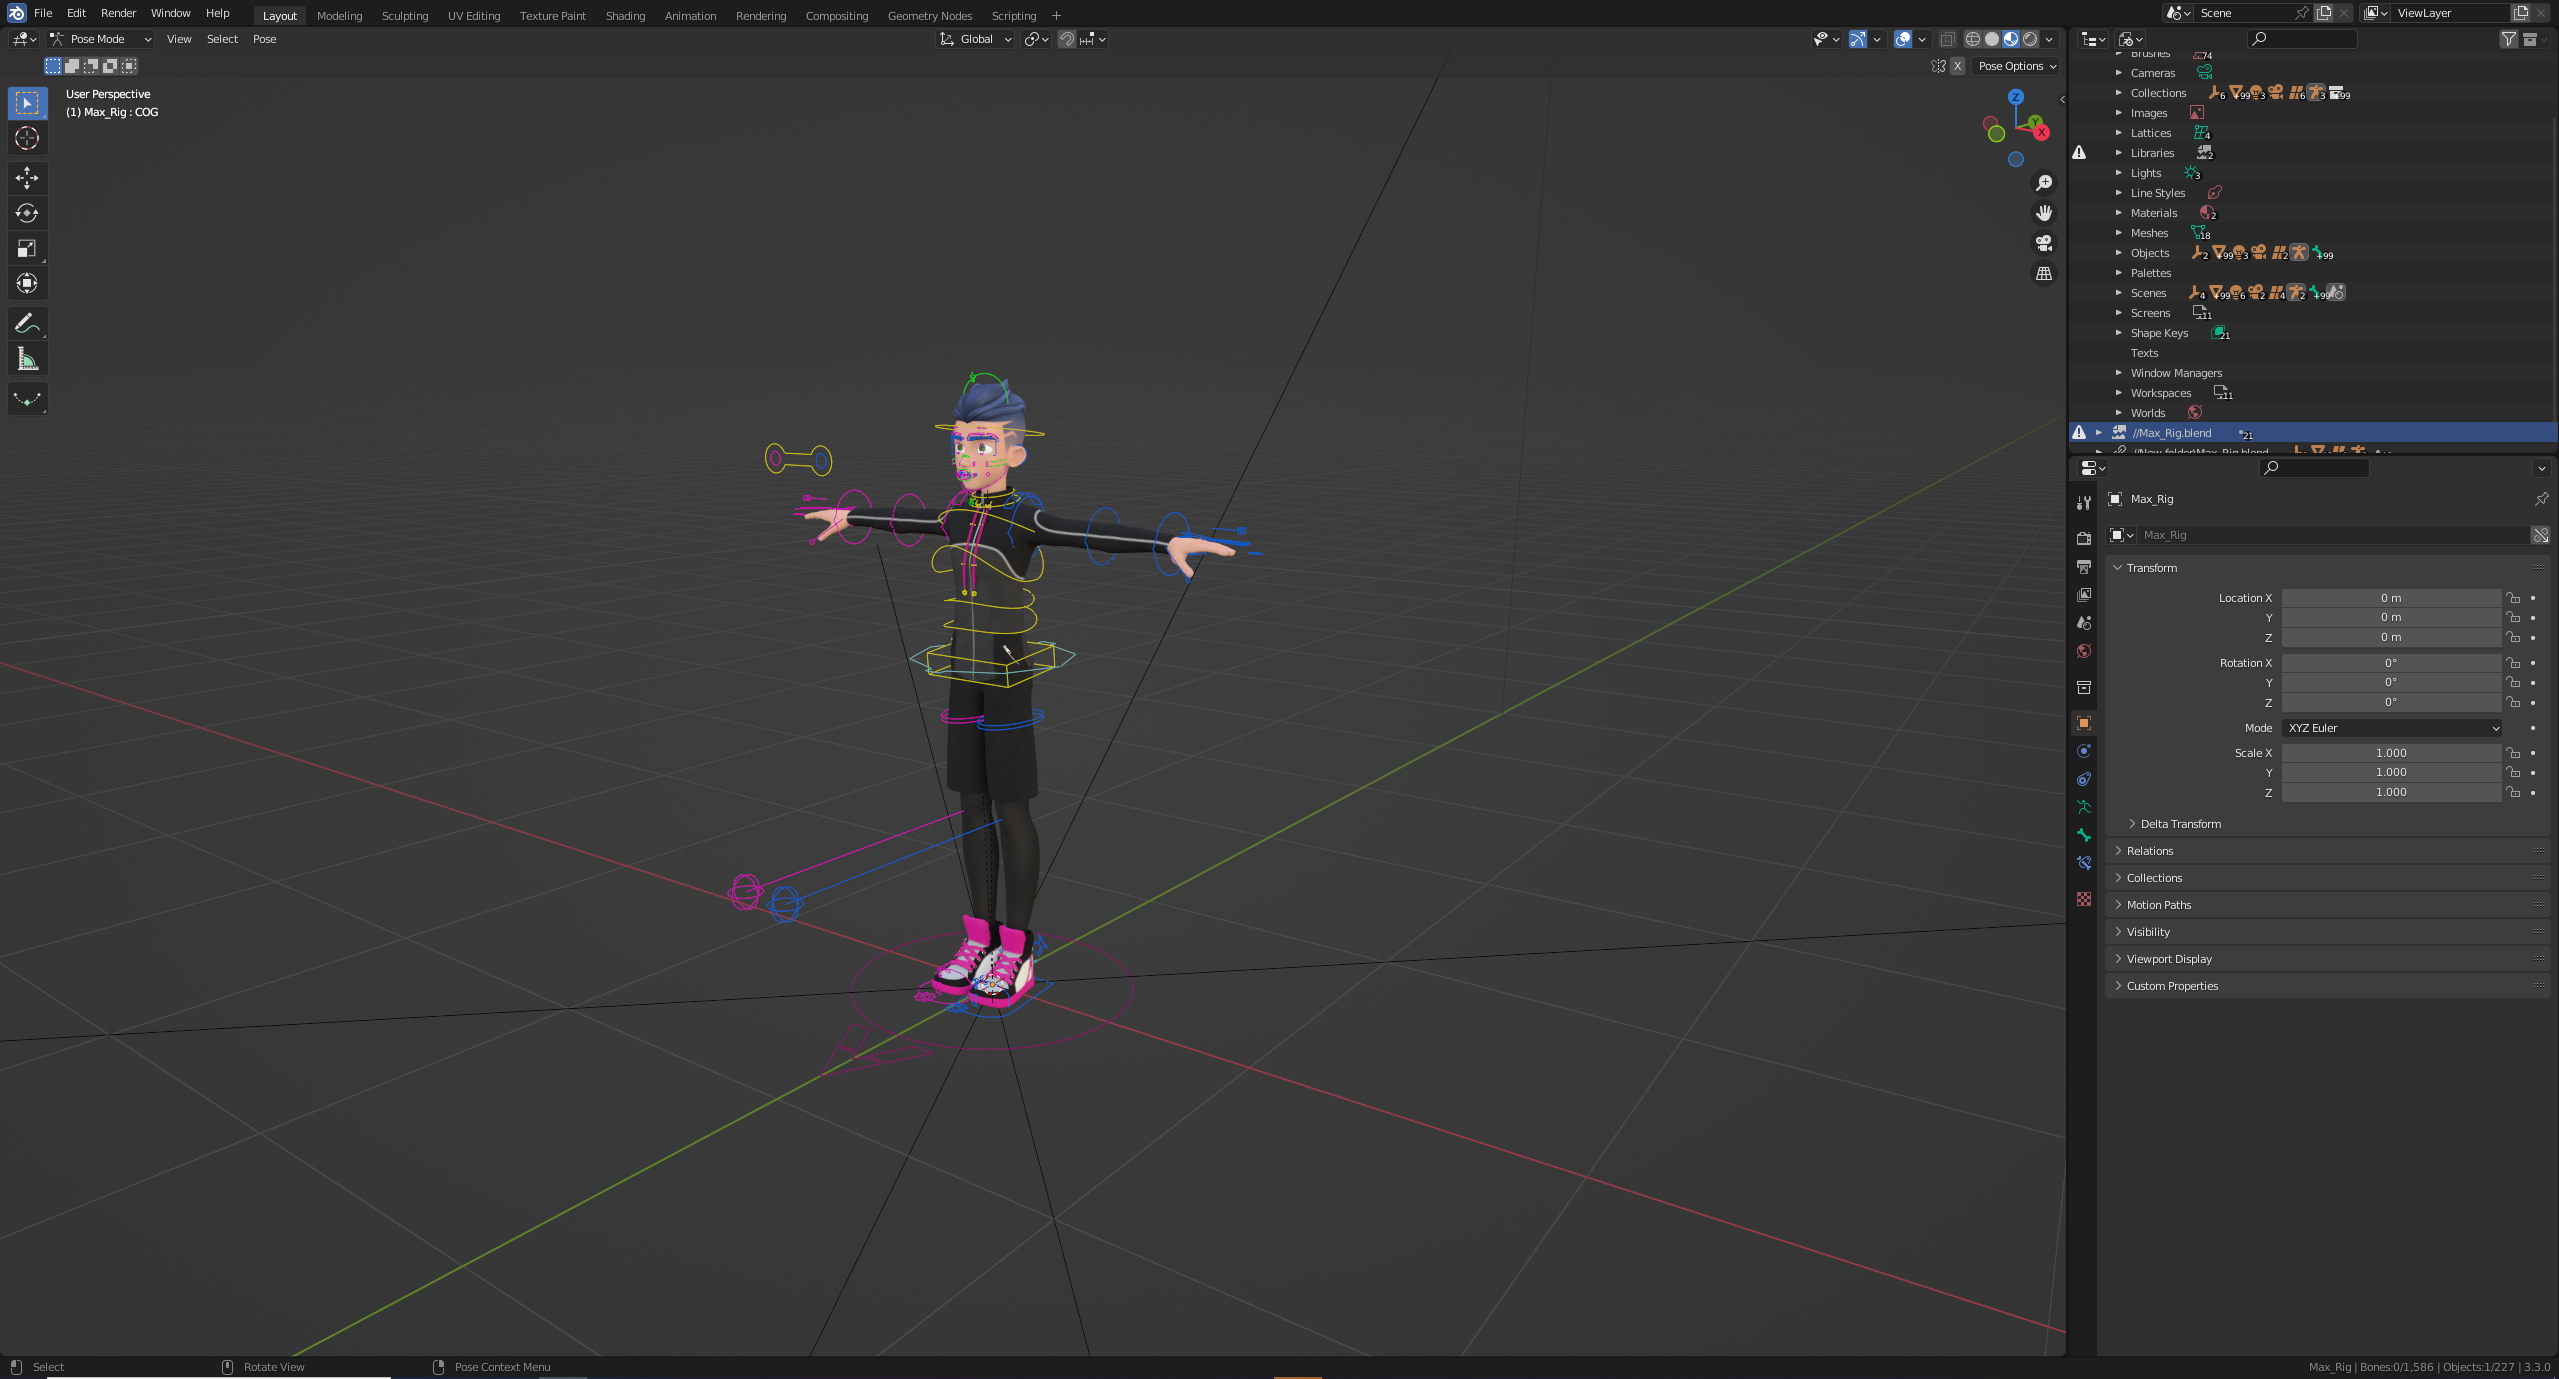 File Edit Render Window Help Layout Modeling Sculpting UV Editing Texture Paint Shading Animation Rendering Compositing Geometry Nodes Scripting + Scene ViewLayer
Pose Mode View Select Pose Global
X Pose Options
User Perspective
(1) Max_Rig : COG
Z
Y
X
Brushes 74
Cameras
Collections 6 +99 3 6 3 +99
Images
Lattices 4
Libraries 2
Lights 3
Line Styles
Materials 2
Meshes 18
Objects 2 +99 3 2 +99
Palettes
Scenes 4 +99 6 2 4 2 +99
Screens 11
Shape Keys 21
Texts
Window Managers
Workspaces 11
Worlds
//Max_Rig.blend 21
//New folder\Max_Rig.blend
Max_Rig
Max_Rig
Transform
Location X 0 m
Y 0 m
Z 0 m
Rotation X 0°
Y 0°
Z 0°
Mode XYZ Euler
Scale X 1.000
Y 1.000
Z 1.000
Delta Transform
Relations
Collections
Motion Paths
Visibility
Viewport Display
Custom Properties
Select Rotate View Pose Context Menu Max_Rig | Bones:0/1,586 | Objects:1/227 | 3.3.0